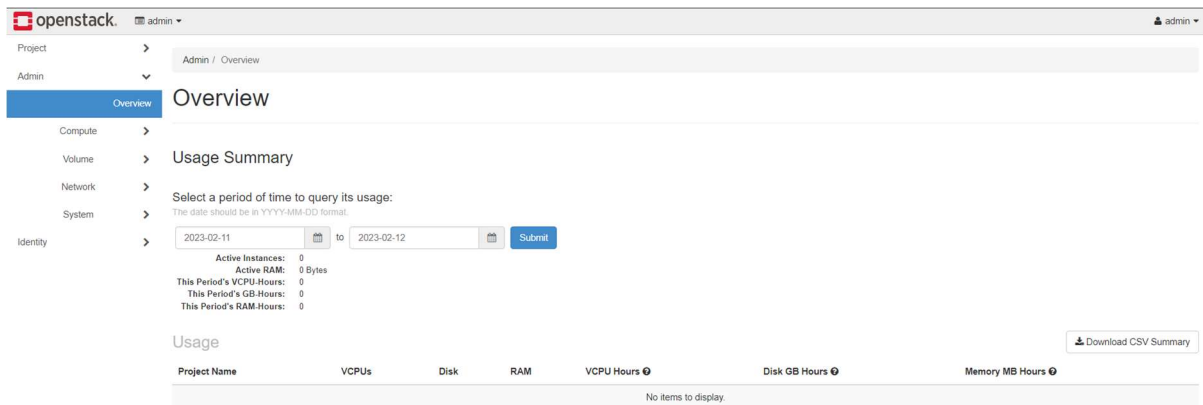 openstack. admin
admin
Project
Admin
Overview
Compute
Volume
Network
System
Identity
Admin / Overview
Overview
Usage Summary
Select a period of time to query its usage:
The date should be in YYYY-MM-DD format.
2023-02-11 to 2023-02-12 Submit
Active Instances: 0
Active RAM: 0 Bytes
This Period's VCPU-Hours: 0
This Period's GB-Hours: 0
This Period's RAM-Hours: 0
Usage
Download CSV Summary
Project Name VCPUs Disk RAM VCPU Hours Disk GB Hours Memory MB Hours
No items to display.